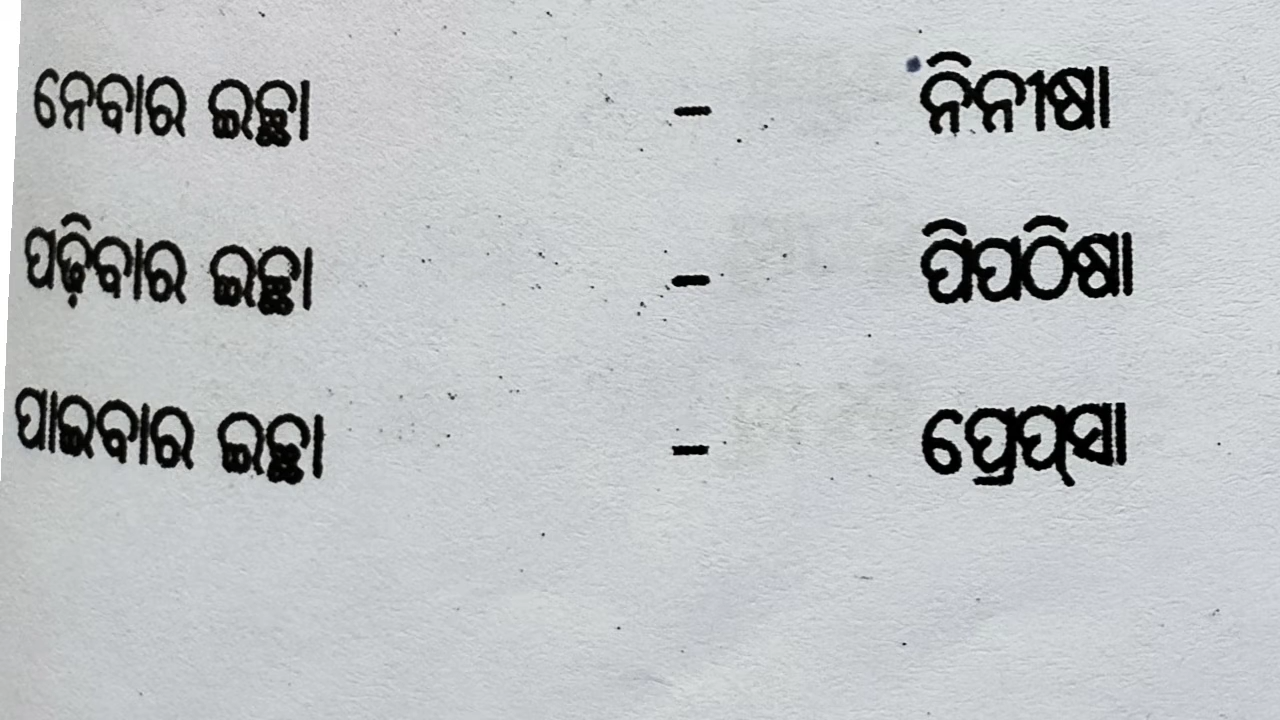 ନେବାର ଇଚ୍ଛା – ନିନୀଷା
ପଢ଼ିବାର ଇଚ୍ଛା – ପିପଠିଷା
ପାଇବାର ଇଚ୍ଛା – ପ୍ରେପ୍‌ସା